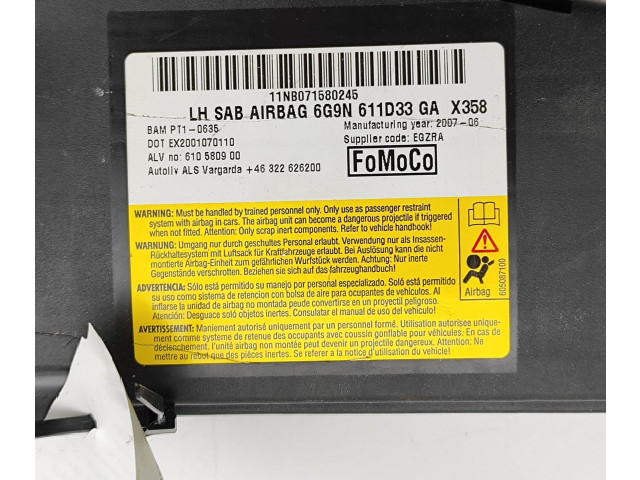 11NB071580245
LH SAB AIRBAG 6G9N 611D33 GA X358
BAM PT1-0635
Manufacturing year: 2007-06
DOT EX2001070110
Supplier code: EGZRA
ALV no: 610 5809 00
Autoliv ALS Vargarda +46 322 626200
FoMoCo
WARNING: Must be handled by trained personnel only. Only use as passenger restraint
system with airbag in cars. The airbag unit can become a dangerous projectile if triggered
when not fitted. Attention: Only scrap inert components. Refer to vehicle handbook!
WARNUNG: Umgang nur durch geschultes Personal erlaubt. Verwendung nur als Insassen-
Rückhaltesystem mit Luftsack für Kraftfahrzeuge erlaubt. Bei Auslösung kann die nicht
montierte Airbag-Einheit zum gefährlichen Wurfstück werden. Achtung: Nur inerte
Gegenstände verschrotten. Beziehen Sie sich auf das fahrzeughandbuch!
ADVERTENCIA: Sólo está permitido su manejo por personal especializado. Soló está permitido
su uso como sistema de retencion con bolsa de aire para ocupantes de vehículos. Al
inflarse la unidad de airbag no montada peude convertirse en un proyectil peligroso.
Atención: Desguace soló objetos inertes. Consulatar el manual de uso del vehículo!
AVERTISSEMENT: Maniement autorisé uniquement par un personnel formé. Utilisation autorisée unique-
ment comme systeme de retenue des occupants avec coussin gonflable pour véhicules: En cas de
déclenchement, l'unité airbag non montée peut devenir un projectile dangereux. Attention: Ne
mettre au rebut que des pièces inertes. Se referer a la notice d'utilisation du vehicule!
Airbag
605087100